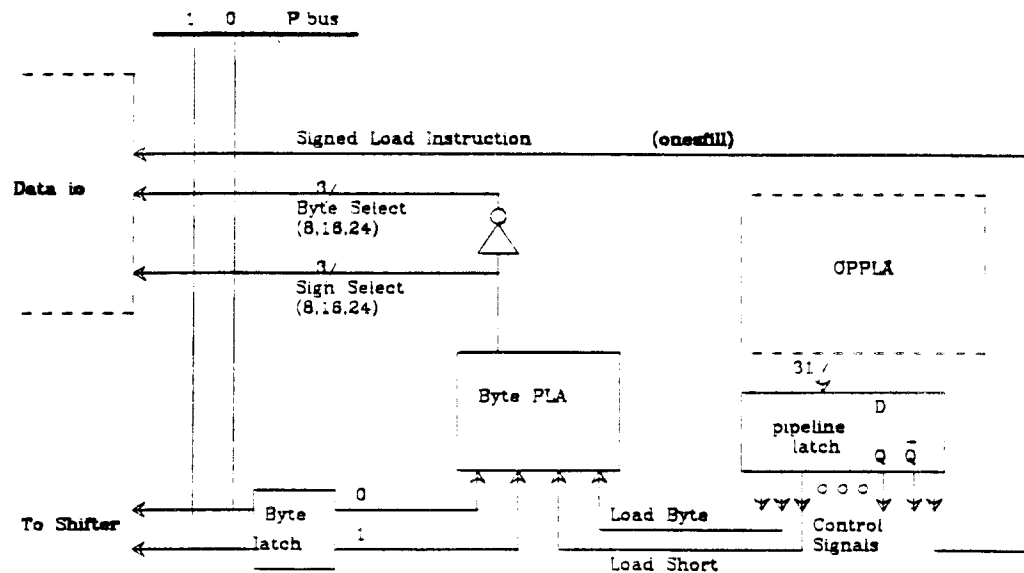 1 0 P bus
Signed Load Instruction (onesfill)
Data io
3/
Byte Select
(8,16,24)
3/
Sign Select
(8,16,24)
OPPLA
31/
Byte PLA
D
pipeline
latch
Q Q̅
0
To Shifter
Byte
latch
1
Load Byte
Load Short
Control
Signals